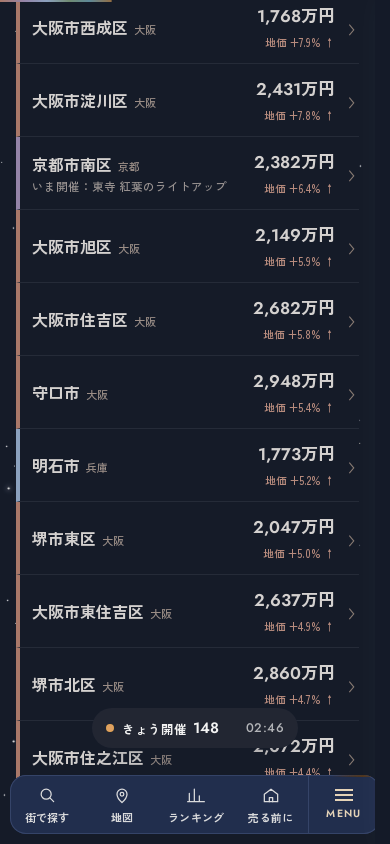 大阪市西成区 大阪 1,768万円
地価 +7.9% ↑
大阪市淀川区 大阪 2,431万円
地価 +7.8% ↑
京都市南区 京都 2,382万円
いま開催：東寺 紅葉のライトアップ 地価 +6.4% ↑
大阪市旭区 大阪 2,149万円
地価 +5.9% ↑
大阪市住吉区 大阪 2,682万円
地価 +5.8% ↑
守口市 大阪 2,948万円
地価 +5.4% ↑
明石市 兵庫 1,773万円
地価 +5.2% ↑
堺市東区 大阪 2,047万円
地価 +5.0% ↑
大阪市東住吉区 大阪 2,637万円
地価 +4.9% ↑
堺市北区 大阪 2,860万円
地価 +4.7% ↑
きょう開催 148 02:46
大阪市住之江区 大阪
地価 +4.4% ↑
街で探す 地図 ランキング 売る前に MENU